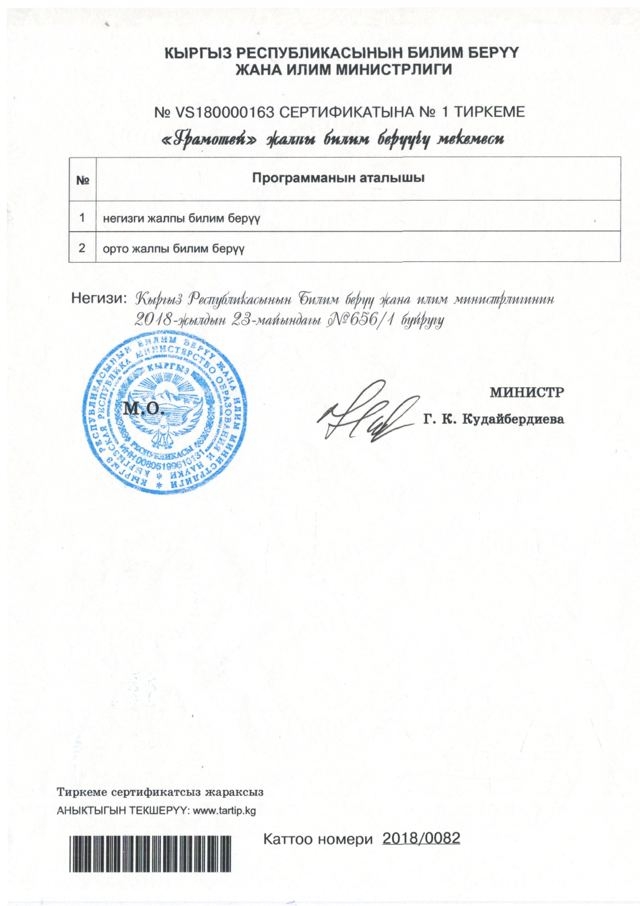 КЫРГЫЗ РЕСПУБЛИКАСЫНЫН БИЛИМ БЕРҮҮ
ЖАНА ИЛИМ МИНИСТРЛИГИ
№ VS180000163 СЕРТИФИКАТЫНА № 1 ТИРКЕМЕ
«Грамотей» жалпы билим берүүчү мекемеси
№ Программанын аталышы
1 негизги жалпы билим берүү
2 орто жалпы билим берүү
Негизи: Кыргыз Республикасынын Билим берүү жана илим министрлигинин
2018-жылдын 23-майындагы №656/1 буйругу
КЫРГЫЗ РЕСПУБЛИКАСЫНЫН БИЛИМ БЕРҮҮ ЖАНА ИЛИМ МИНИСТРЛИГИ
МИНИСТЕРСТВО ОБРАЗОВАНИЯ И НАУКИ
КЫРГЫЗ
РЕСПУБЛИКАСЫ
М.О.
МИНИСТР
Г. К. Кудайбердиева
Тиркеме сертификатсыз жараксыз
АНЫКТЫГЫН ТЕКШЕРҮҮ: www.tartip.kg
Каттоо номери 2018/0082